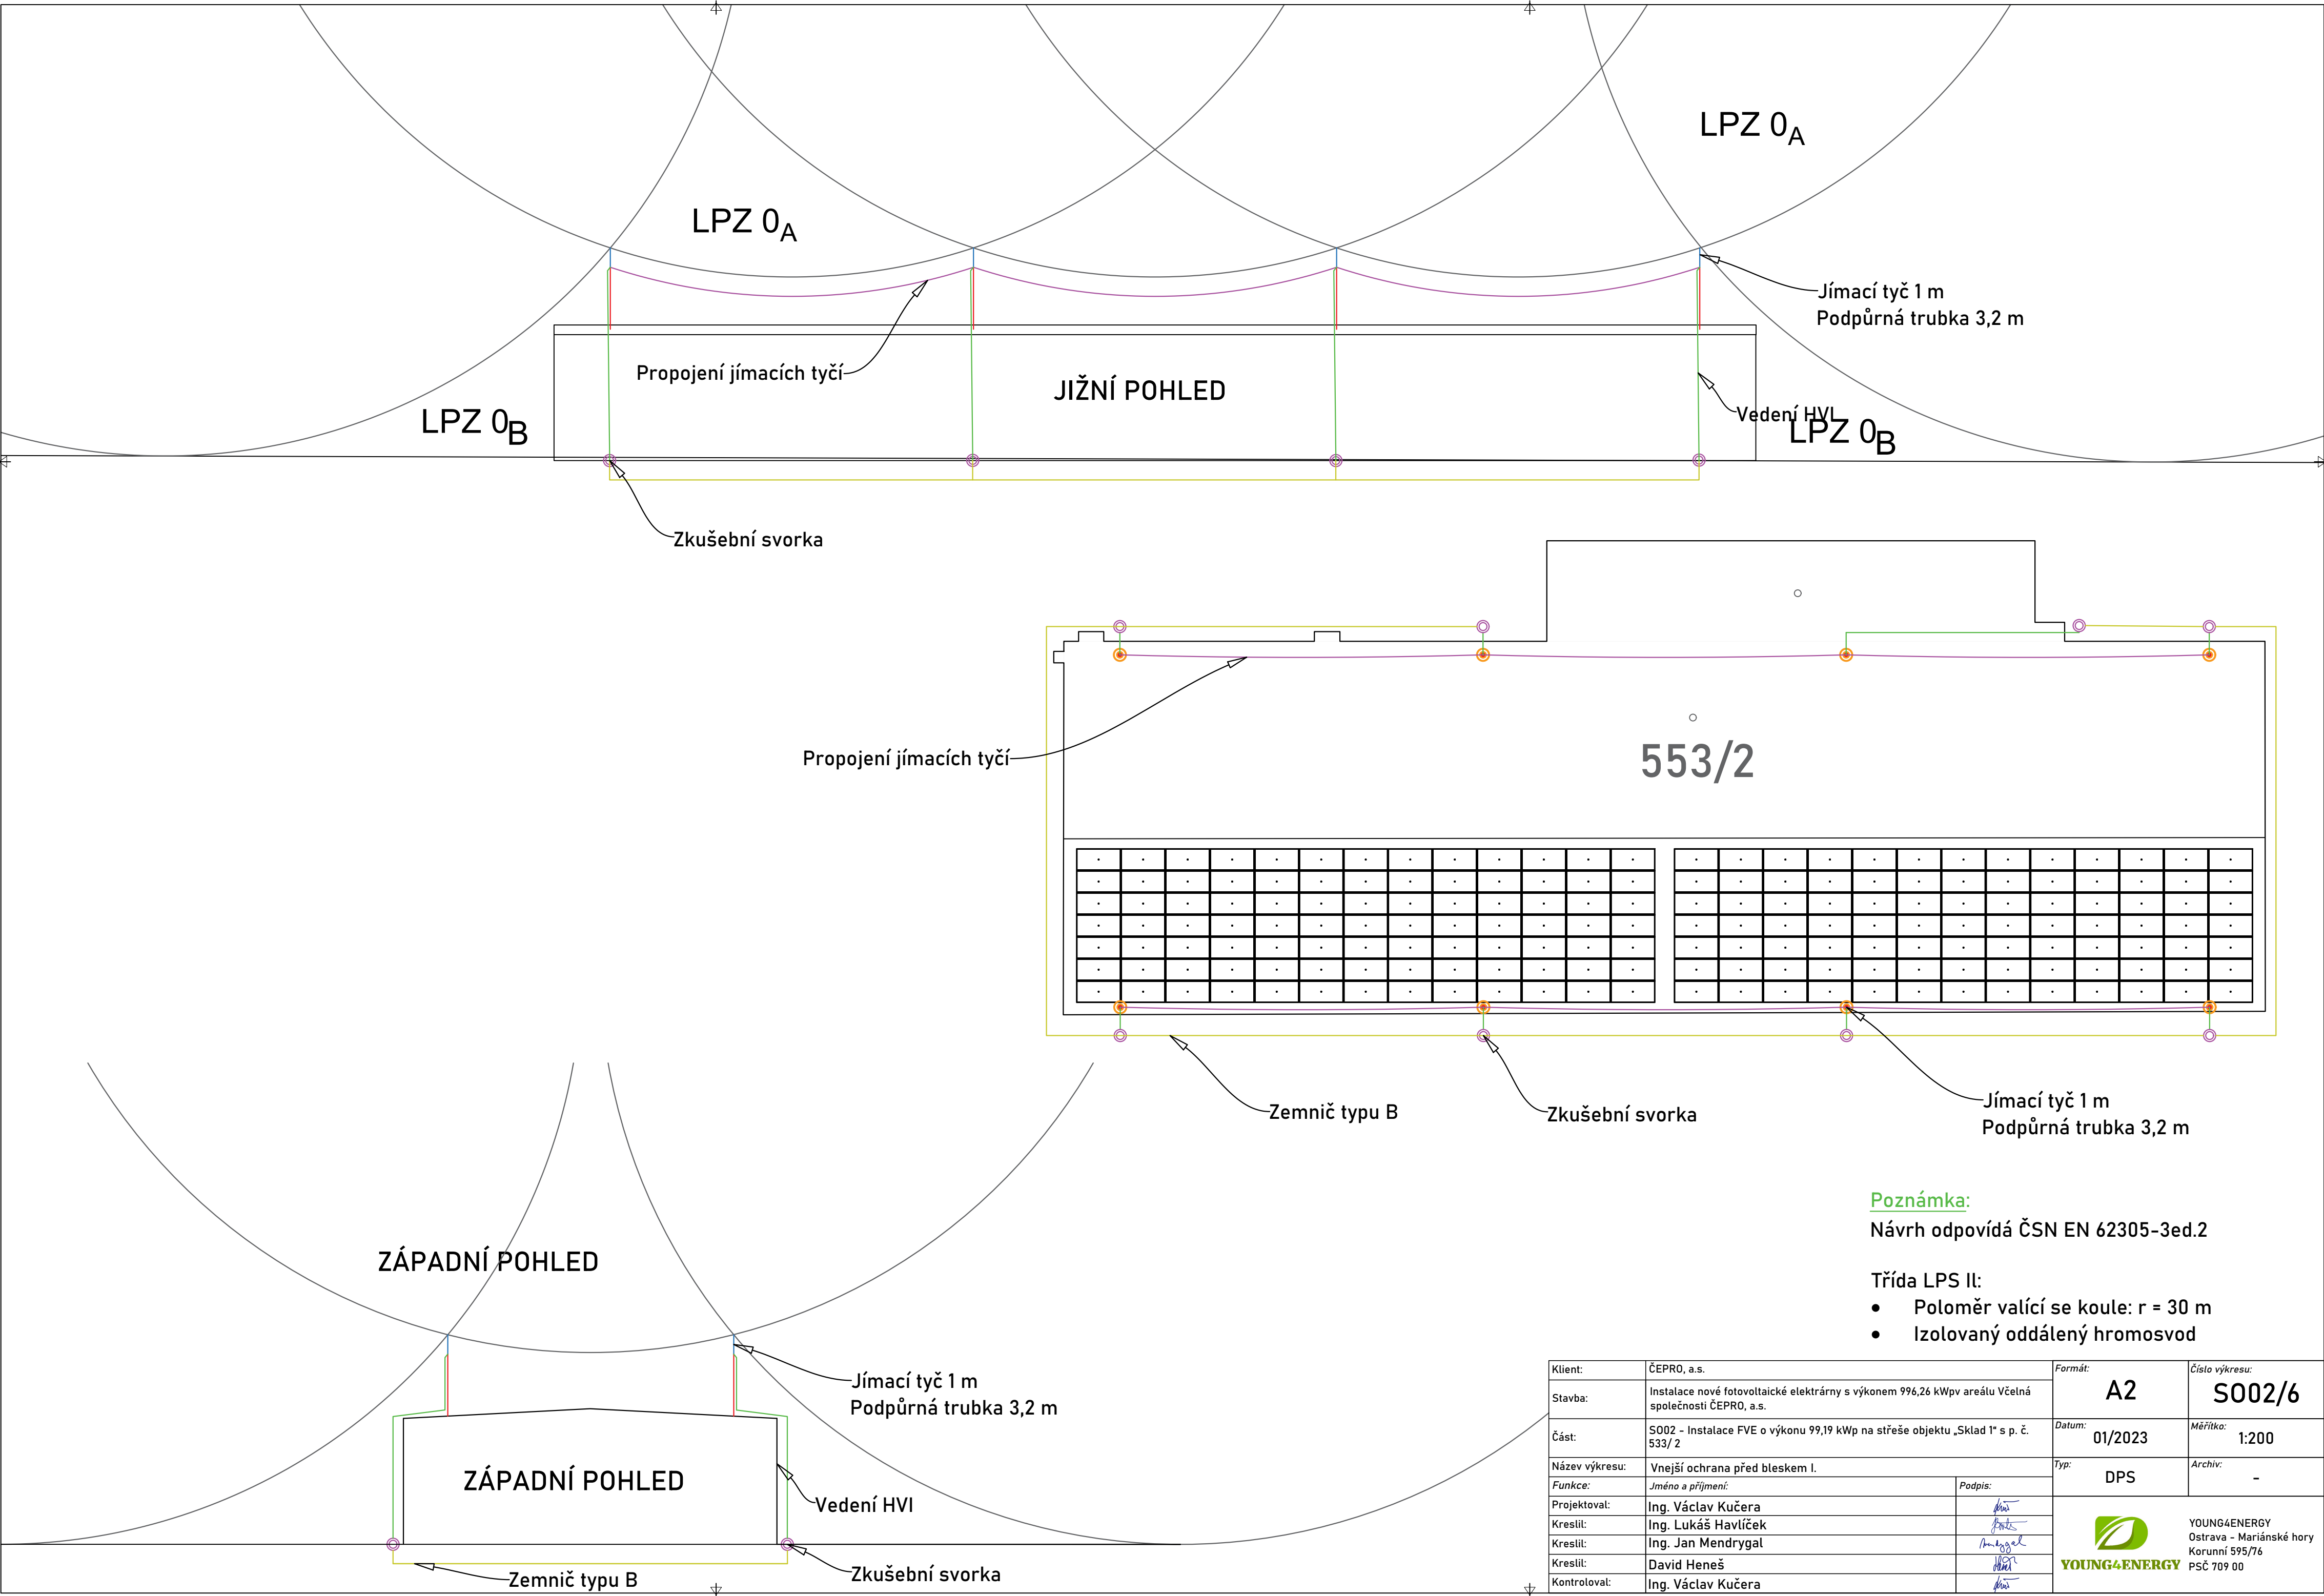 LPZ 0A
LPZ 0A
Jímací tyč 1 m
Podpůrná trubka 3,2 m
Propojení jímacích tyčí
JIŽNÍ POHLED
LPZ 0B
Vedení HVI
LPZ 0B
Zkušební svorka
Propojení jímacích tyčí
553/2
Zemnič typu B
Zkušební svorka
Jímací tyč 1 m
Podpůrná trubka 3,2 m
Poznámka:
Návrh odpovídá ČSN EN 62305-3ed.2
Třída LPS II:
• Poloměr valící se koule: r = 30 m
• Izolovaný oddálený hromosvod
ZÁPADNÍ POHLED
Jímací tyč 1 m
Podpůrná trubka 3,2 m
ZÁPADNÍ POHLED
Vedení HVI
Zkušební svorka
Zemnič typu B
Klient: ČEPRO, a.s.
Stavba: Instalace nové fotovoltaické elektrárny s výkonem 996,26 kWpv areálu Včelná
společnosti ČEPRO, a.s.
Část: SO02 - Instalace FVE o výkonu 99,19 kWp na střeše objektu „Sklad 1“ s p. č.
533/ 2
Název výkresu: Vnejší ochrana před bleskem I.
Funkce: Jméno a příjmení: Podpis:
Projektoval: Ing. Václav Kučera
Kreslil: Ing. Lukáš Havlíček
Kreslil: Ing. Jan Mendrygal
Kreslil: David Heneš
Kontroloval: Ing. Václav Kučera
Formát: A2
Číslo výkresu: SO02/6
Datum: 01/2023
Měřítko: 1:200
Typ: DPS
Archiv: -
YOUNG4ENERGY
YOUNG4ENERGY
Ostrava - Mariánské hory
Korunní 595/76
PSČ 709 00